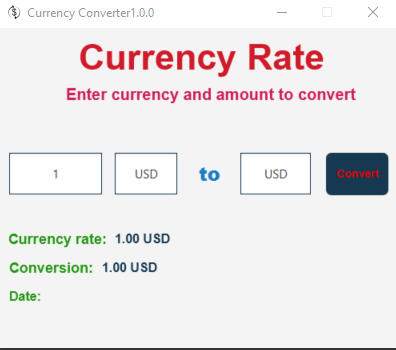 Currency Converter1.0.0
Currency Rate
Enter currency and amount to convert
1 USD to USD Convert
Currency rate: 1.00 USD
Conversion: 1.00 USD
Date: